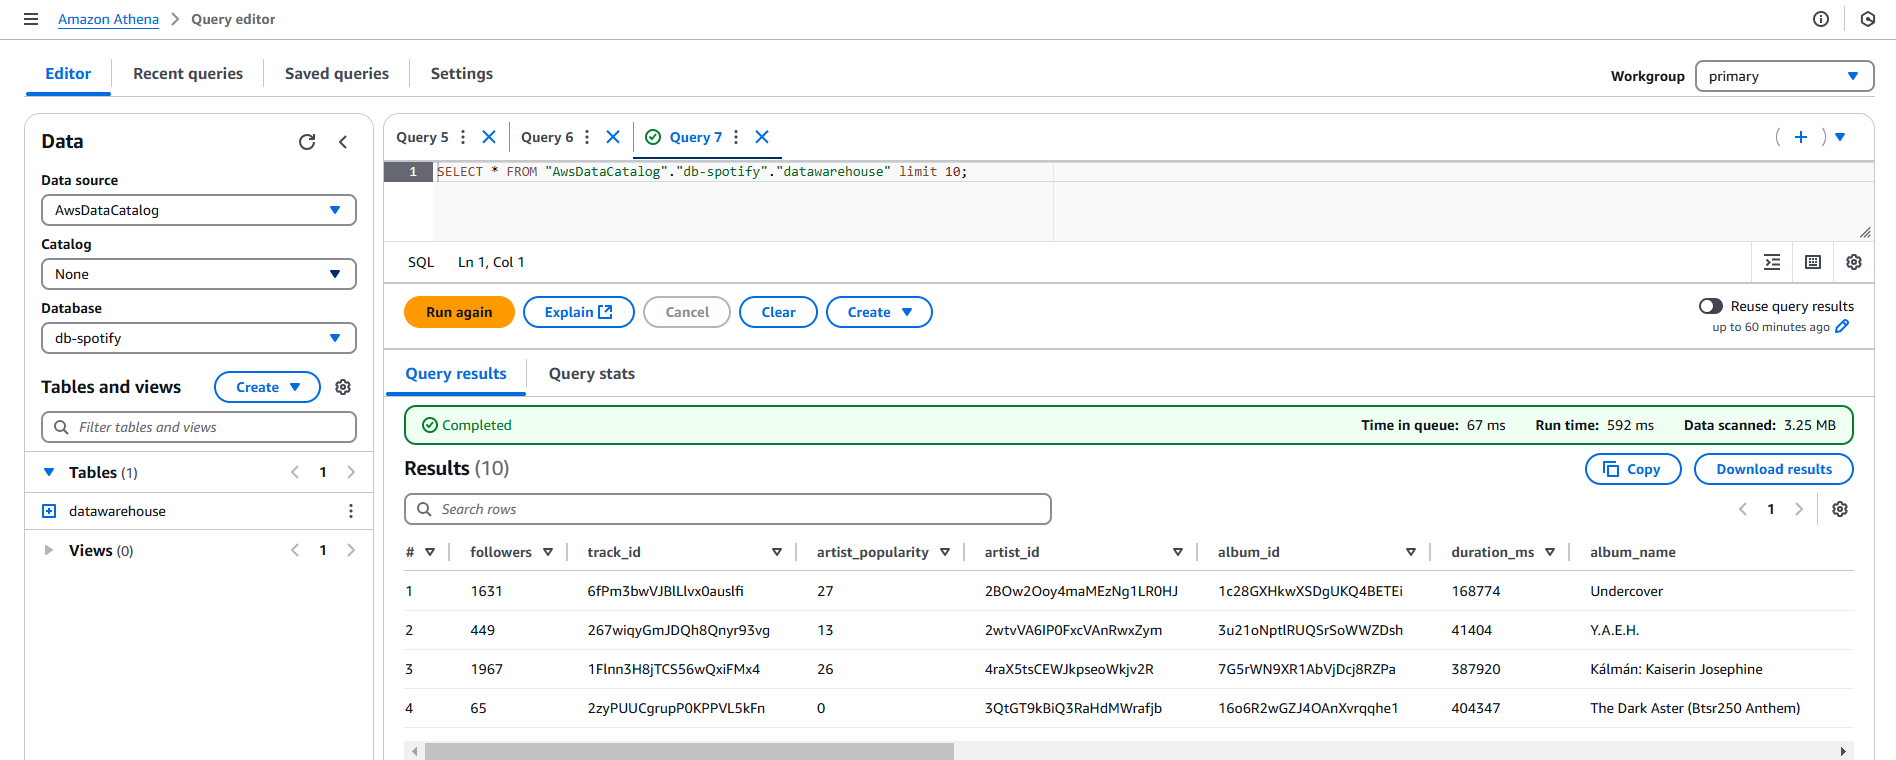 Amazon Athena > Query editor
Editor Recent queries Saved queries Settings
Workgroup primary
Data
Data source
AwsDataCatalog
Catalog
None
Database
db-spotify
Tables and views Create
Filter tables and views
Tables (1) < 1 >
datawarehouse
Views (0) < 1 >
Query 5 Query 6 Query 7
1 SELECT * FROM "AwsDataCatalog"."db-spotify"."datawarehouse" limit 10;
SQL Ln 1, Col 1
Run again Explain Cancel Clear Create
Reuse query results
up to 60 minutes ago
Query results Query stats
Completed Time in queue: 67 ms Run time: 592 ms Data scanned: 3.25 MB
Results (10) Copy Download results
Search rows < 1 >
# followers track_id artist_popularity artist_id album_id duration_ms album_name
1 1631 6fPm3bwVJBlLlvx0auslfi 27 2BOw2Ooy4maMEzNg1LR0HJ 1c28GXHkwXSDgUKQ4BETEi 168774 Undercover
2 449 267wiqyGmJDQh8Qnyr93vg 13 2wtvVA6IP0FxcVAnRwxZym 3u21oNptlRUQSrSoWWZDsh 41404 Y.A.E.H.
3 1967 1Flnn3H8jTCS56wQxiFMx4 26 4raX5tsCEWJkpseoWkjv2R 7G5rWN9XR1AbVjDcj8RZPa 387920 Kálmán: Kaiserin Josephine
4 65 2zyPUUCgrupP0KPPVL5kFn 0 3QtGT9kBiQ3RaHdMWrafjb 16o6R2wGZJ4OAnXvrqqhe1 404347 The Dark Aster (Btsr250 Anthem)